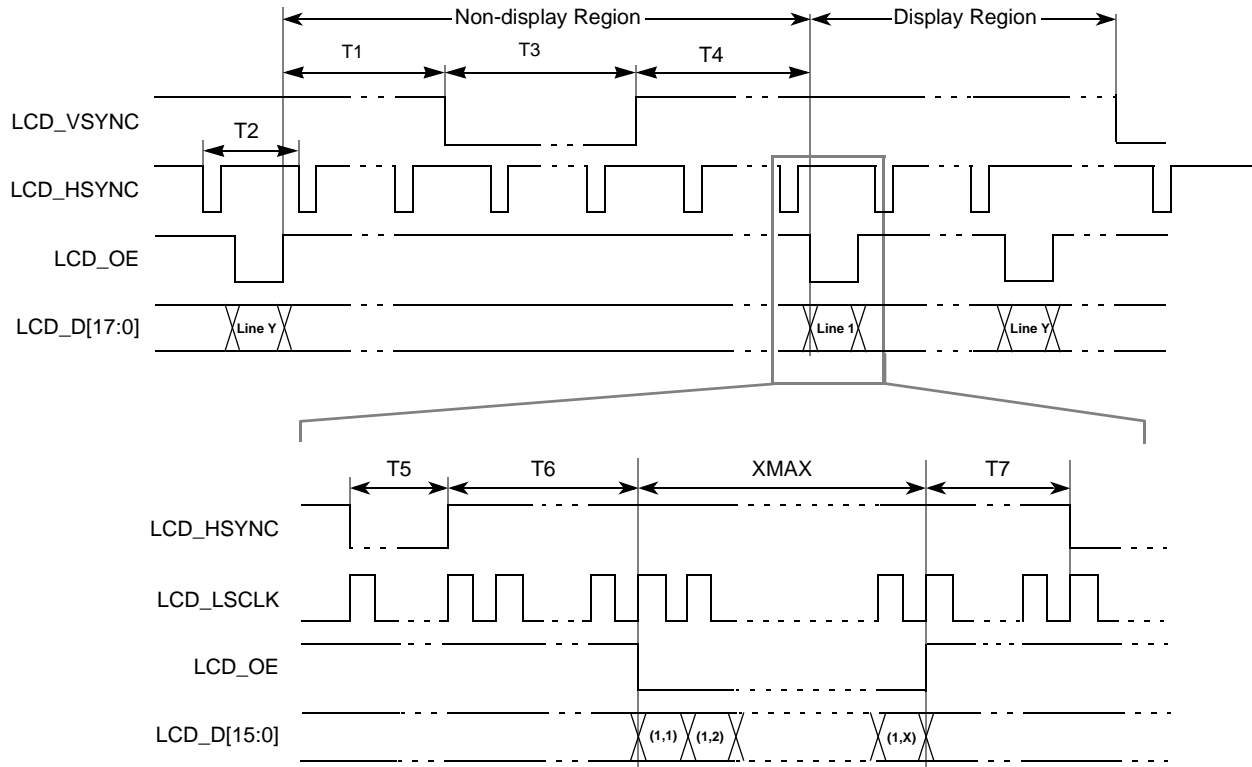 Non-display Region
Display Region
T1
T3
T4
LCD_VSYNC
T2
LCD_HSYNC
LCD_OE
LCD_D[17:0]
Line Y
Line 1
Line Y
T5
T6
XMAX
T7
LCD_HSYNC
LCD_LSCLK
LCD_OE
LCD_D[15:0]
(1,1)
(1,2)
(1,X)